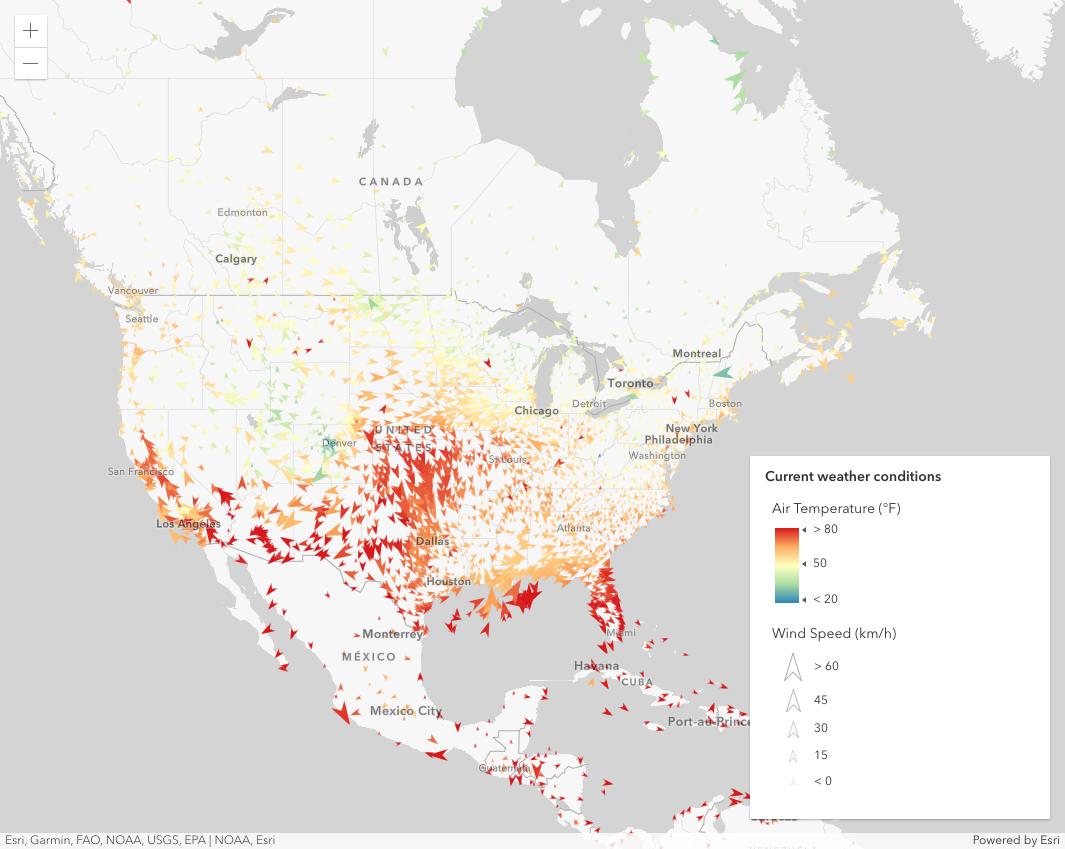 +
−
CANADA
Edmonton
Calgary
Vancouver
Seattle
Montreal
Toronto
Boston
Chicago
Detroit
New York
Philadelphia
UNITED
STATES
Denver
St. Louis
Washington
San Francisco
Los Angeles
Atlanta
Dallas
Houston
Monterrey
Miami
MÉXICO
Havana
CUBA
Mexico City
Port-au-Prince
Guatemala
Current weather conditions
Air Temperature (°F)
> 80
50
< 20
Wind Speed (km/h)
> 60
45
30
15
< 0
Esri, Garmin, FAO, NOAA, USGS, EPA | NOAA, Esri
Powered by Esri